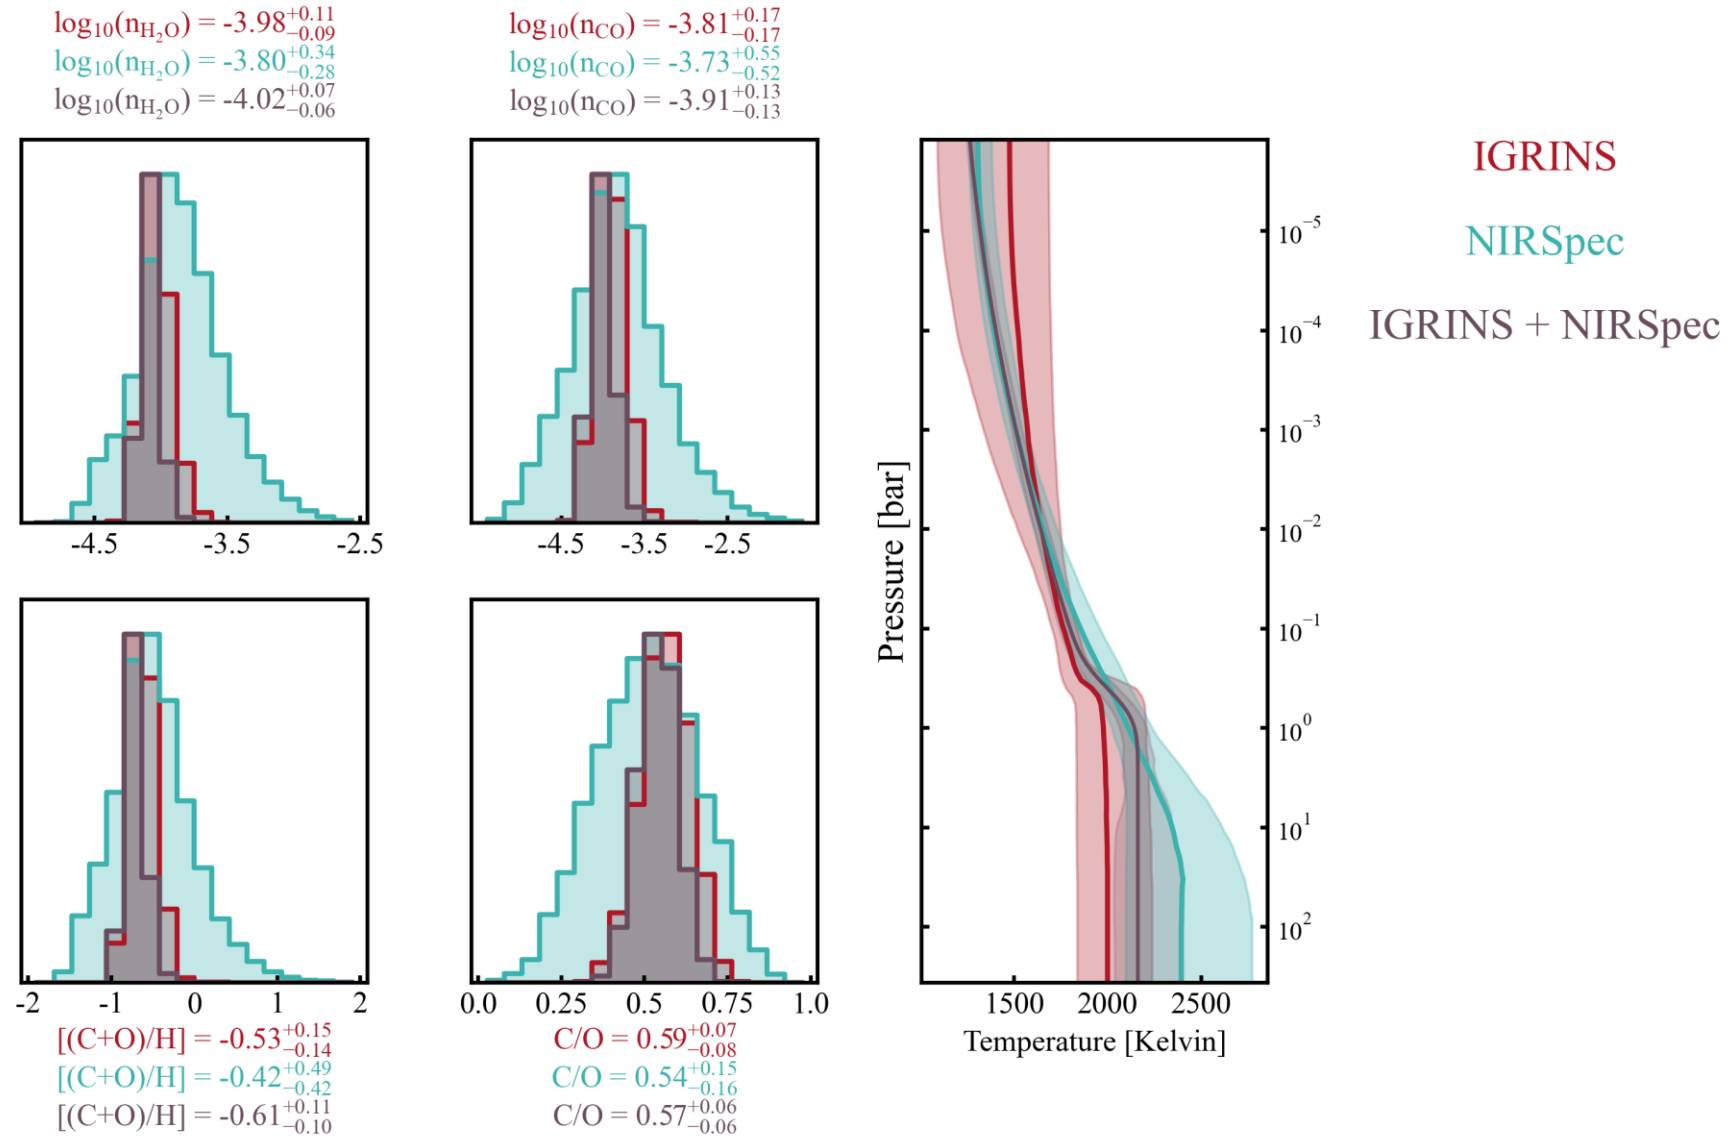 log₁₀(n_H₂O) = -3.98 +0.11 −0.09
log₁₀(n_H₂O) = -3.80 +0.34 −0.28
log₁₀(n_H₂O) = -4.02 +0.07 −0.06
-4.5 -3.5 -2.5
log₁₀(n_CO) = -3.81 +0.17 −0.17
log₁₀(n_CO) = -3.73 +0.55 −0.52
log₁₀(n_CO) = -3.91 +0.13 −0.13
-4.5 -3.5 -2.5
-2 -1 0 1 2
[(C+O)/H] = -0.53 +0.15 −0.14
[(C+O)/H] = -0.42 +0.49 −0.42
[(C+O)/H] = -0.61 +0.11 −0.10
0.0 0.25 0.5 0.75 1.0
C/O = 0.59 +0.07 −0.08
C/O = 0.54 +0.15 −0.16
C/O = 0.57 +0.06 −0.06
Pressure [bar]
10⁻⁵
10⁻⁴
10⁻³
10⁻²
10⁻¹
10⁰
10¹
10²
1500 2000 2500
Temperature [Kelvin]
IGRINS
NIRSpec
IGRINS + NIRSpec